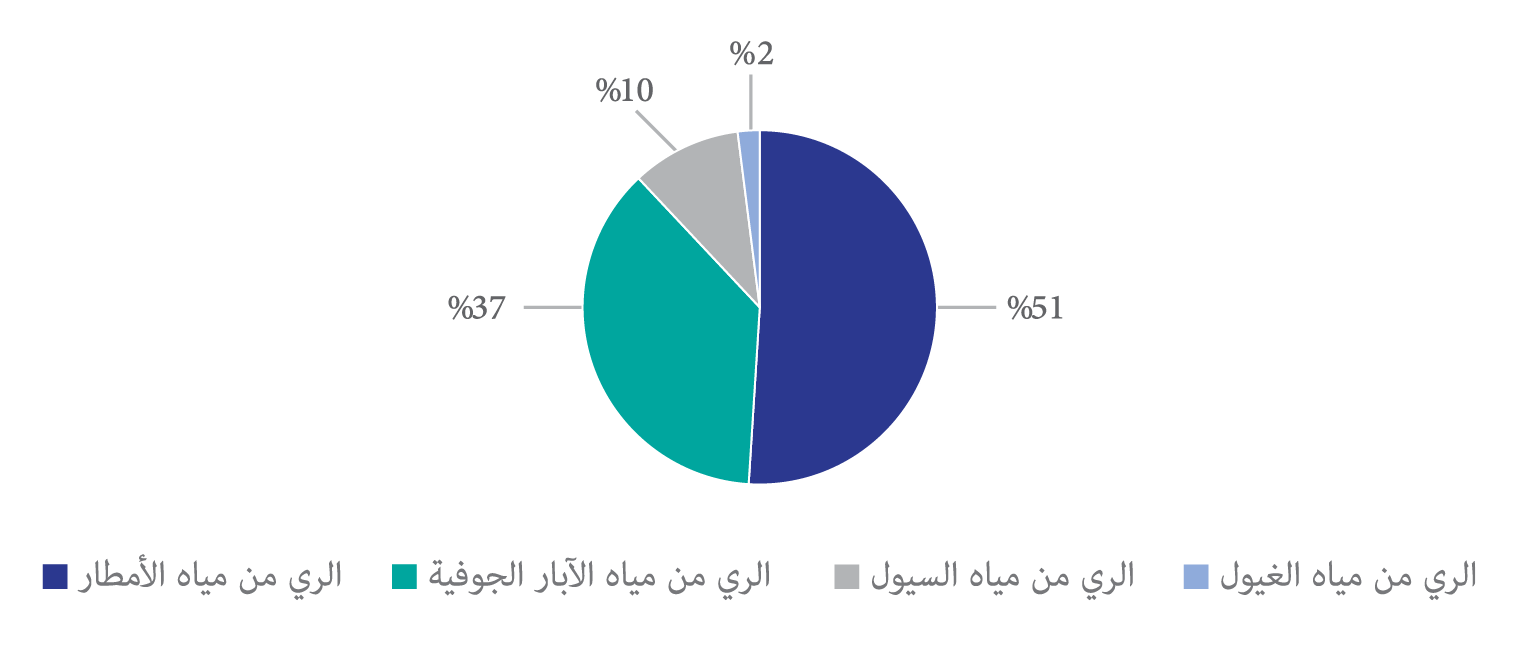 %2
%10
%37
%51
الري من مياه الأمطار
الري من مياه الآبار الجوفية
الري من مياه السيول
الري من مياه الغيول